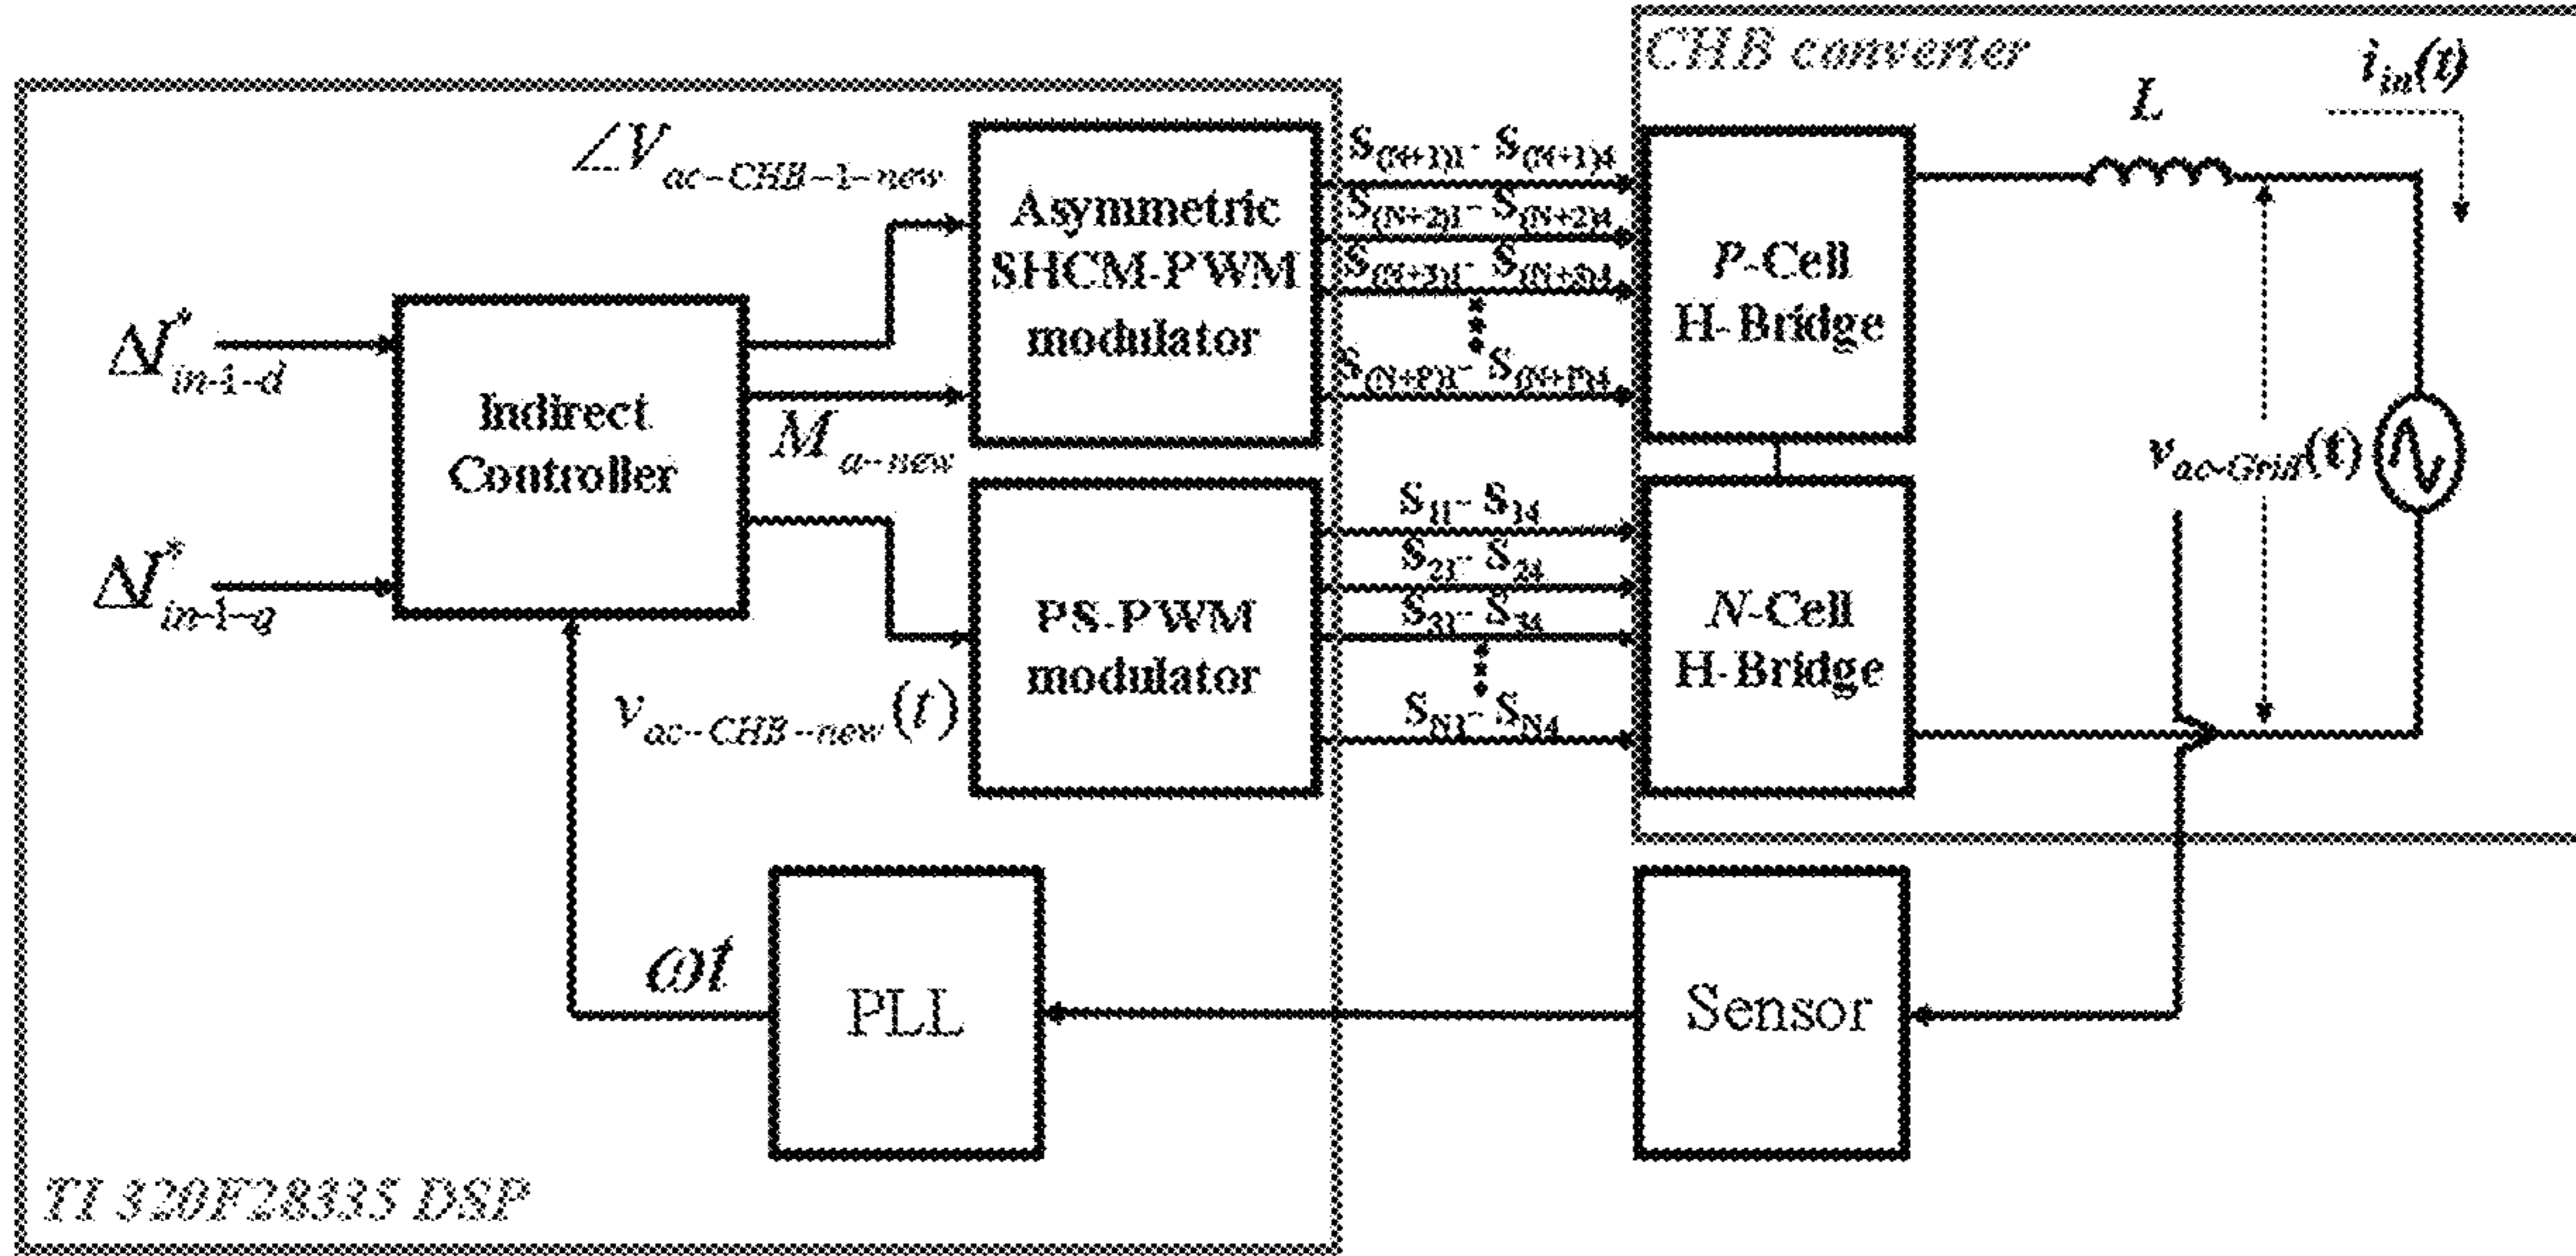 CHB converter
i_in(t)
L
∠V_ac-CHB-1-new
Asymmetric
SHCM-PWM
modulator
S_(N+1)1- S_(N+1)4
S_(N+2)1- S_(N+2)4
S_(N+3)1- S_(N+3)4
S_(N+P)1- S_(N+P)4
P-Cell
H-Bridge
ΔI*_in-1-d
Indirect
Controller
M_a-new
v_ac-Grid(t)
ΔI*_in-1-q
v_ac-CHB-new(t)
PS-PWM
modulator
S_11- S_14
S_21- S_24
S_31- S_34
S_N1- S_N4
N-Cell
H-Bridge
ωt
PLL
Sensor
TI 320F28335 DSP